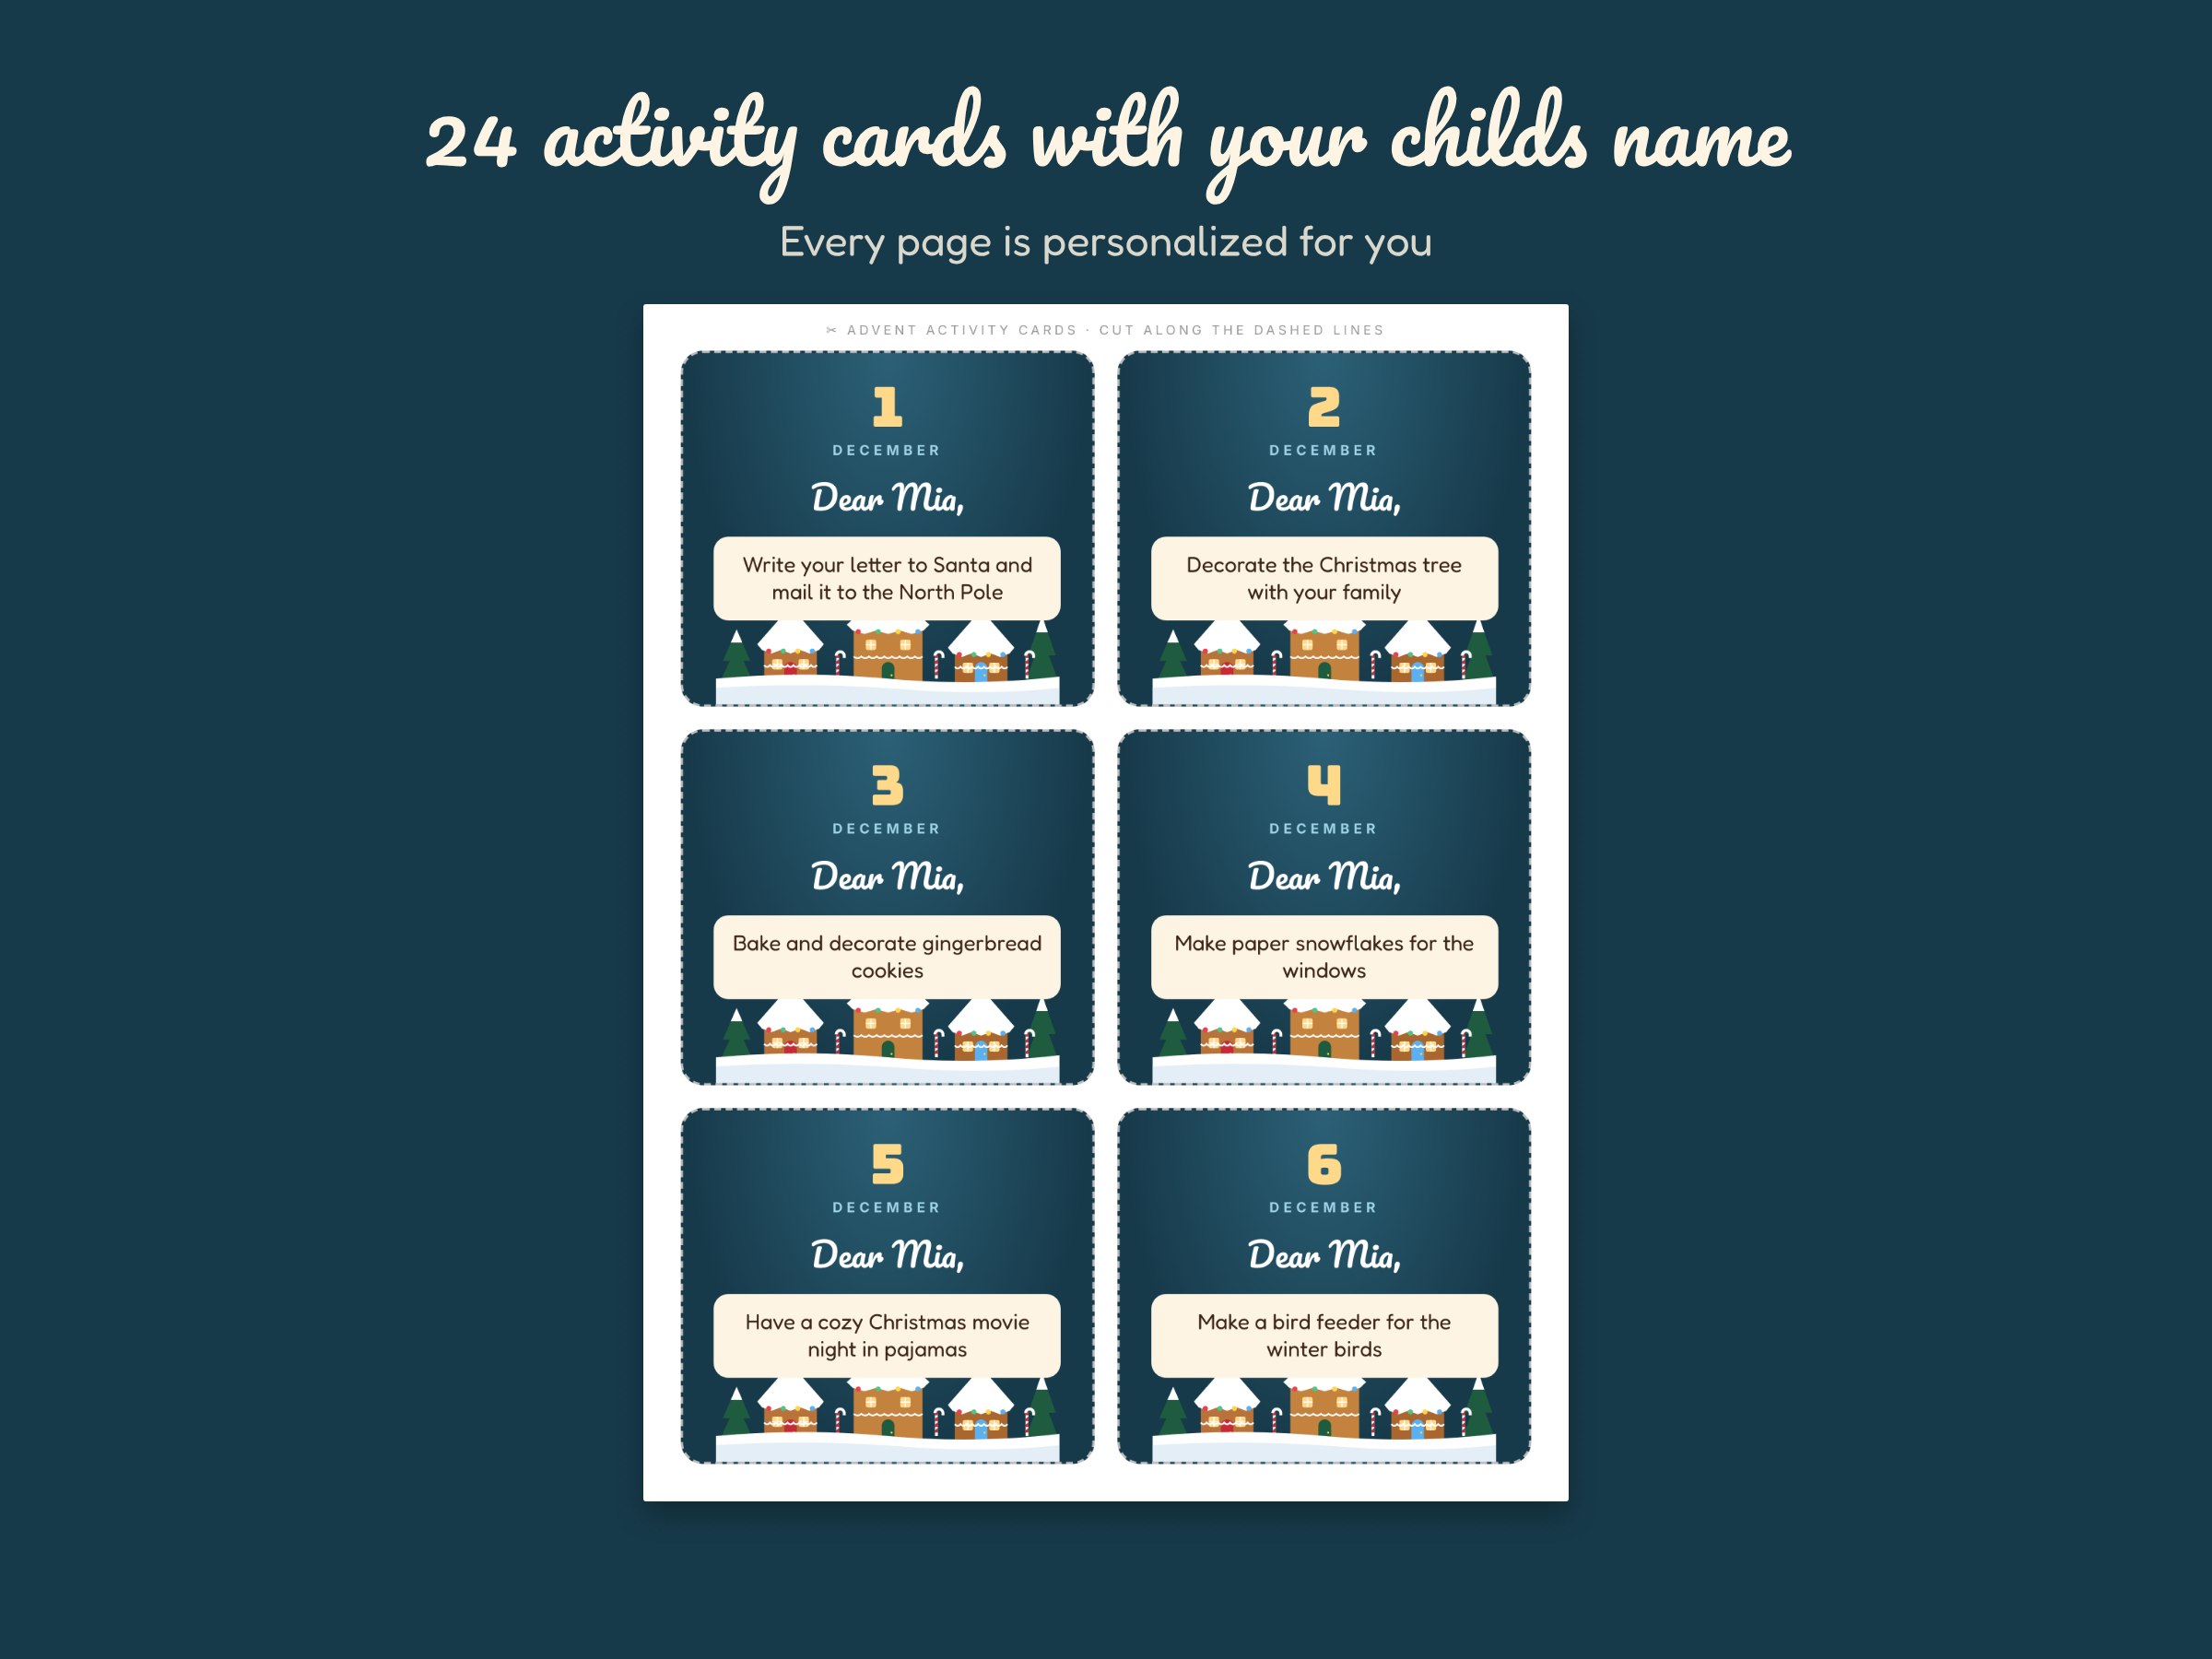 24 activity cards with your childs name
Every page is personalized for you
✂ ADVENT ACTIVITY CARDS · CUT ALONG THE DASHED LINES
1
DECEMBER
Dear Mia,
Write your letter to Santa and
mail it to the North Pole
2
DECEMBER
Dear Mia,
Decorate the Christmas tree
with your family
3
DECEMBER
Dear Mia,
Bake and decorate gingerbread
cookies
4
DECEMBER
Dear Mia,
Make paper snowflakes for the
windows
5
DECEMBER
Dear Mia,
Have a cozy Christmas movie
night in pajamas
6
DECEMBER
Dear Mia,
Make a bird feeder for the
winter birds